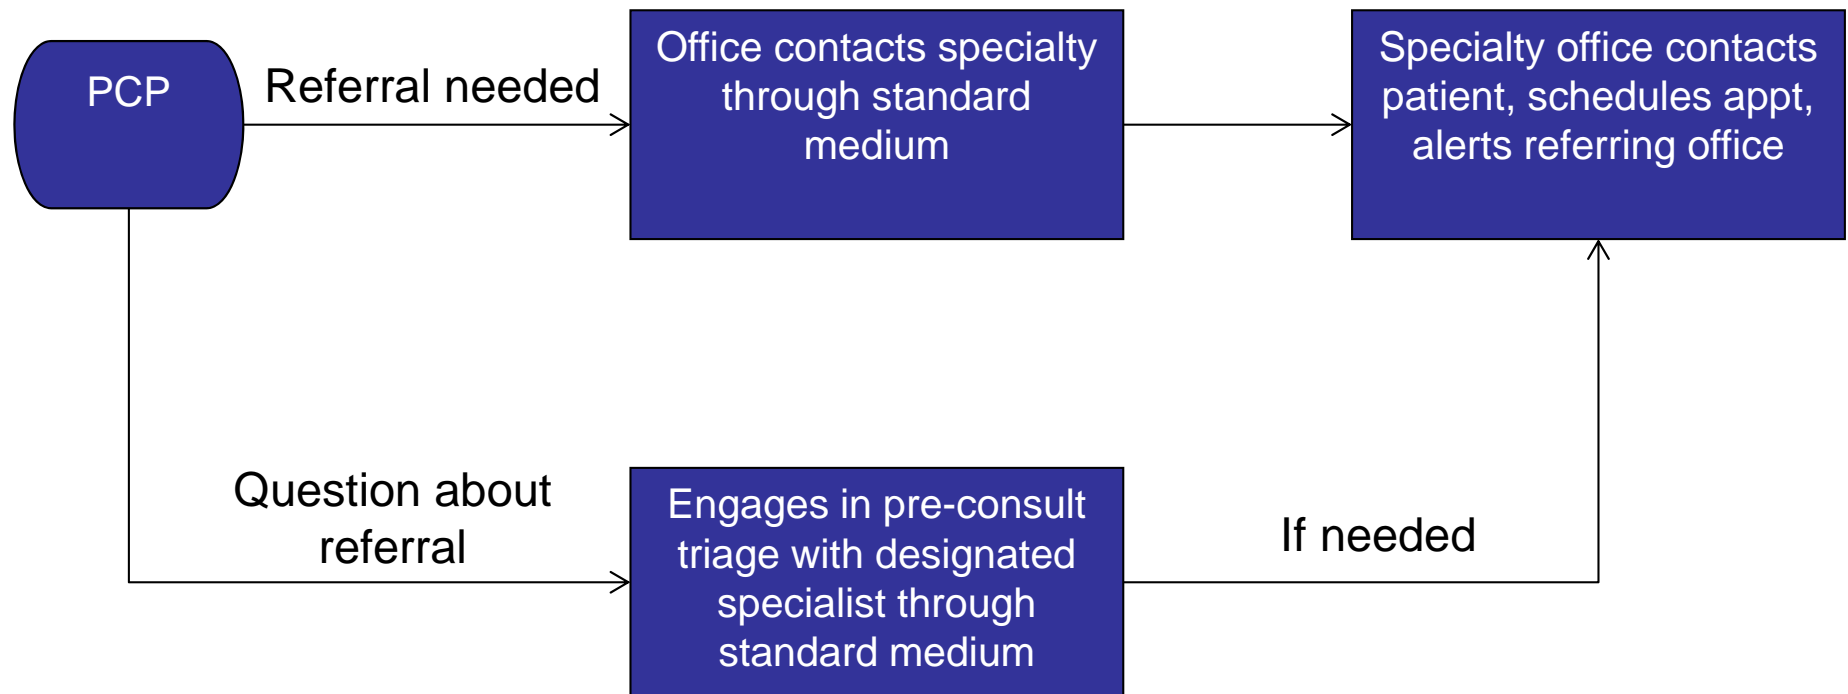 PCP
Referral needed
Office contacts specialty
through standard
medium
Specialty office contacts
patient, schedules appt,
alerts referring office
Question about
referral
Engages in pre-consult
triage with designated
specialist through
standard medium
If needed